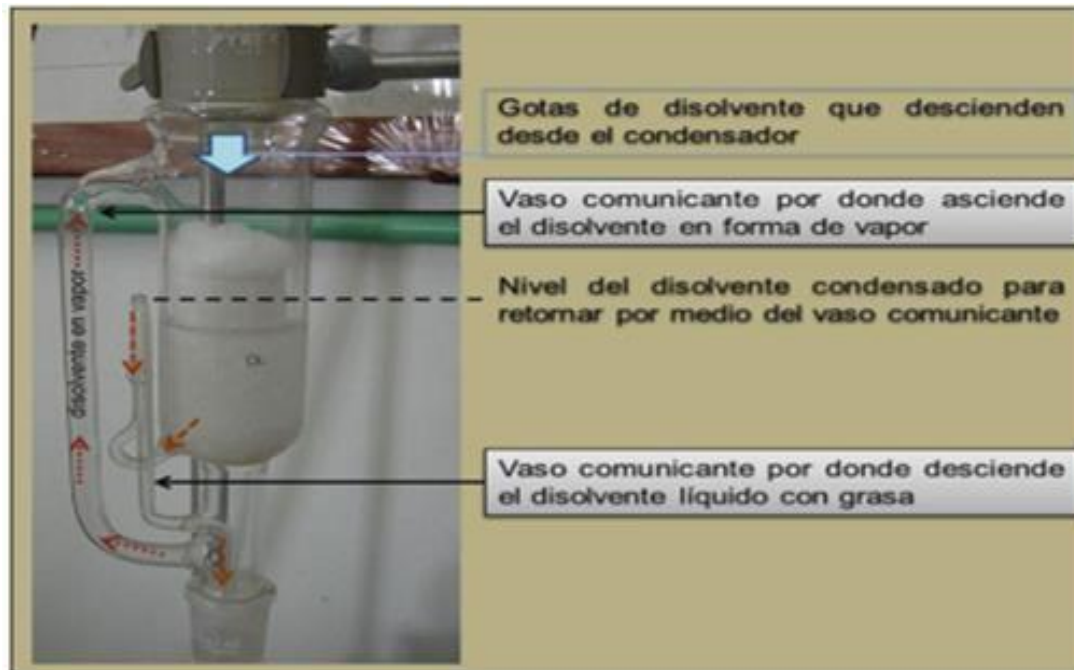 Gotas de disolvente que descienden
desde el condensador
Vaso comunicante por donde asciende
el disolvente en forma de vapor
disolvente en vapor
Nivel del disolvente condensado para
retornar por medio del vaso comunicante
Vaso comunicante por donde desciende
el disolvente líquido con grasa